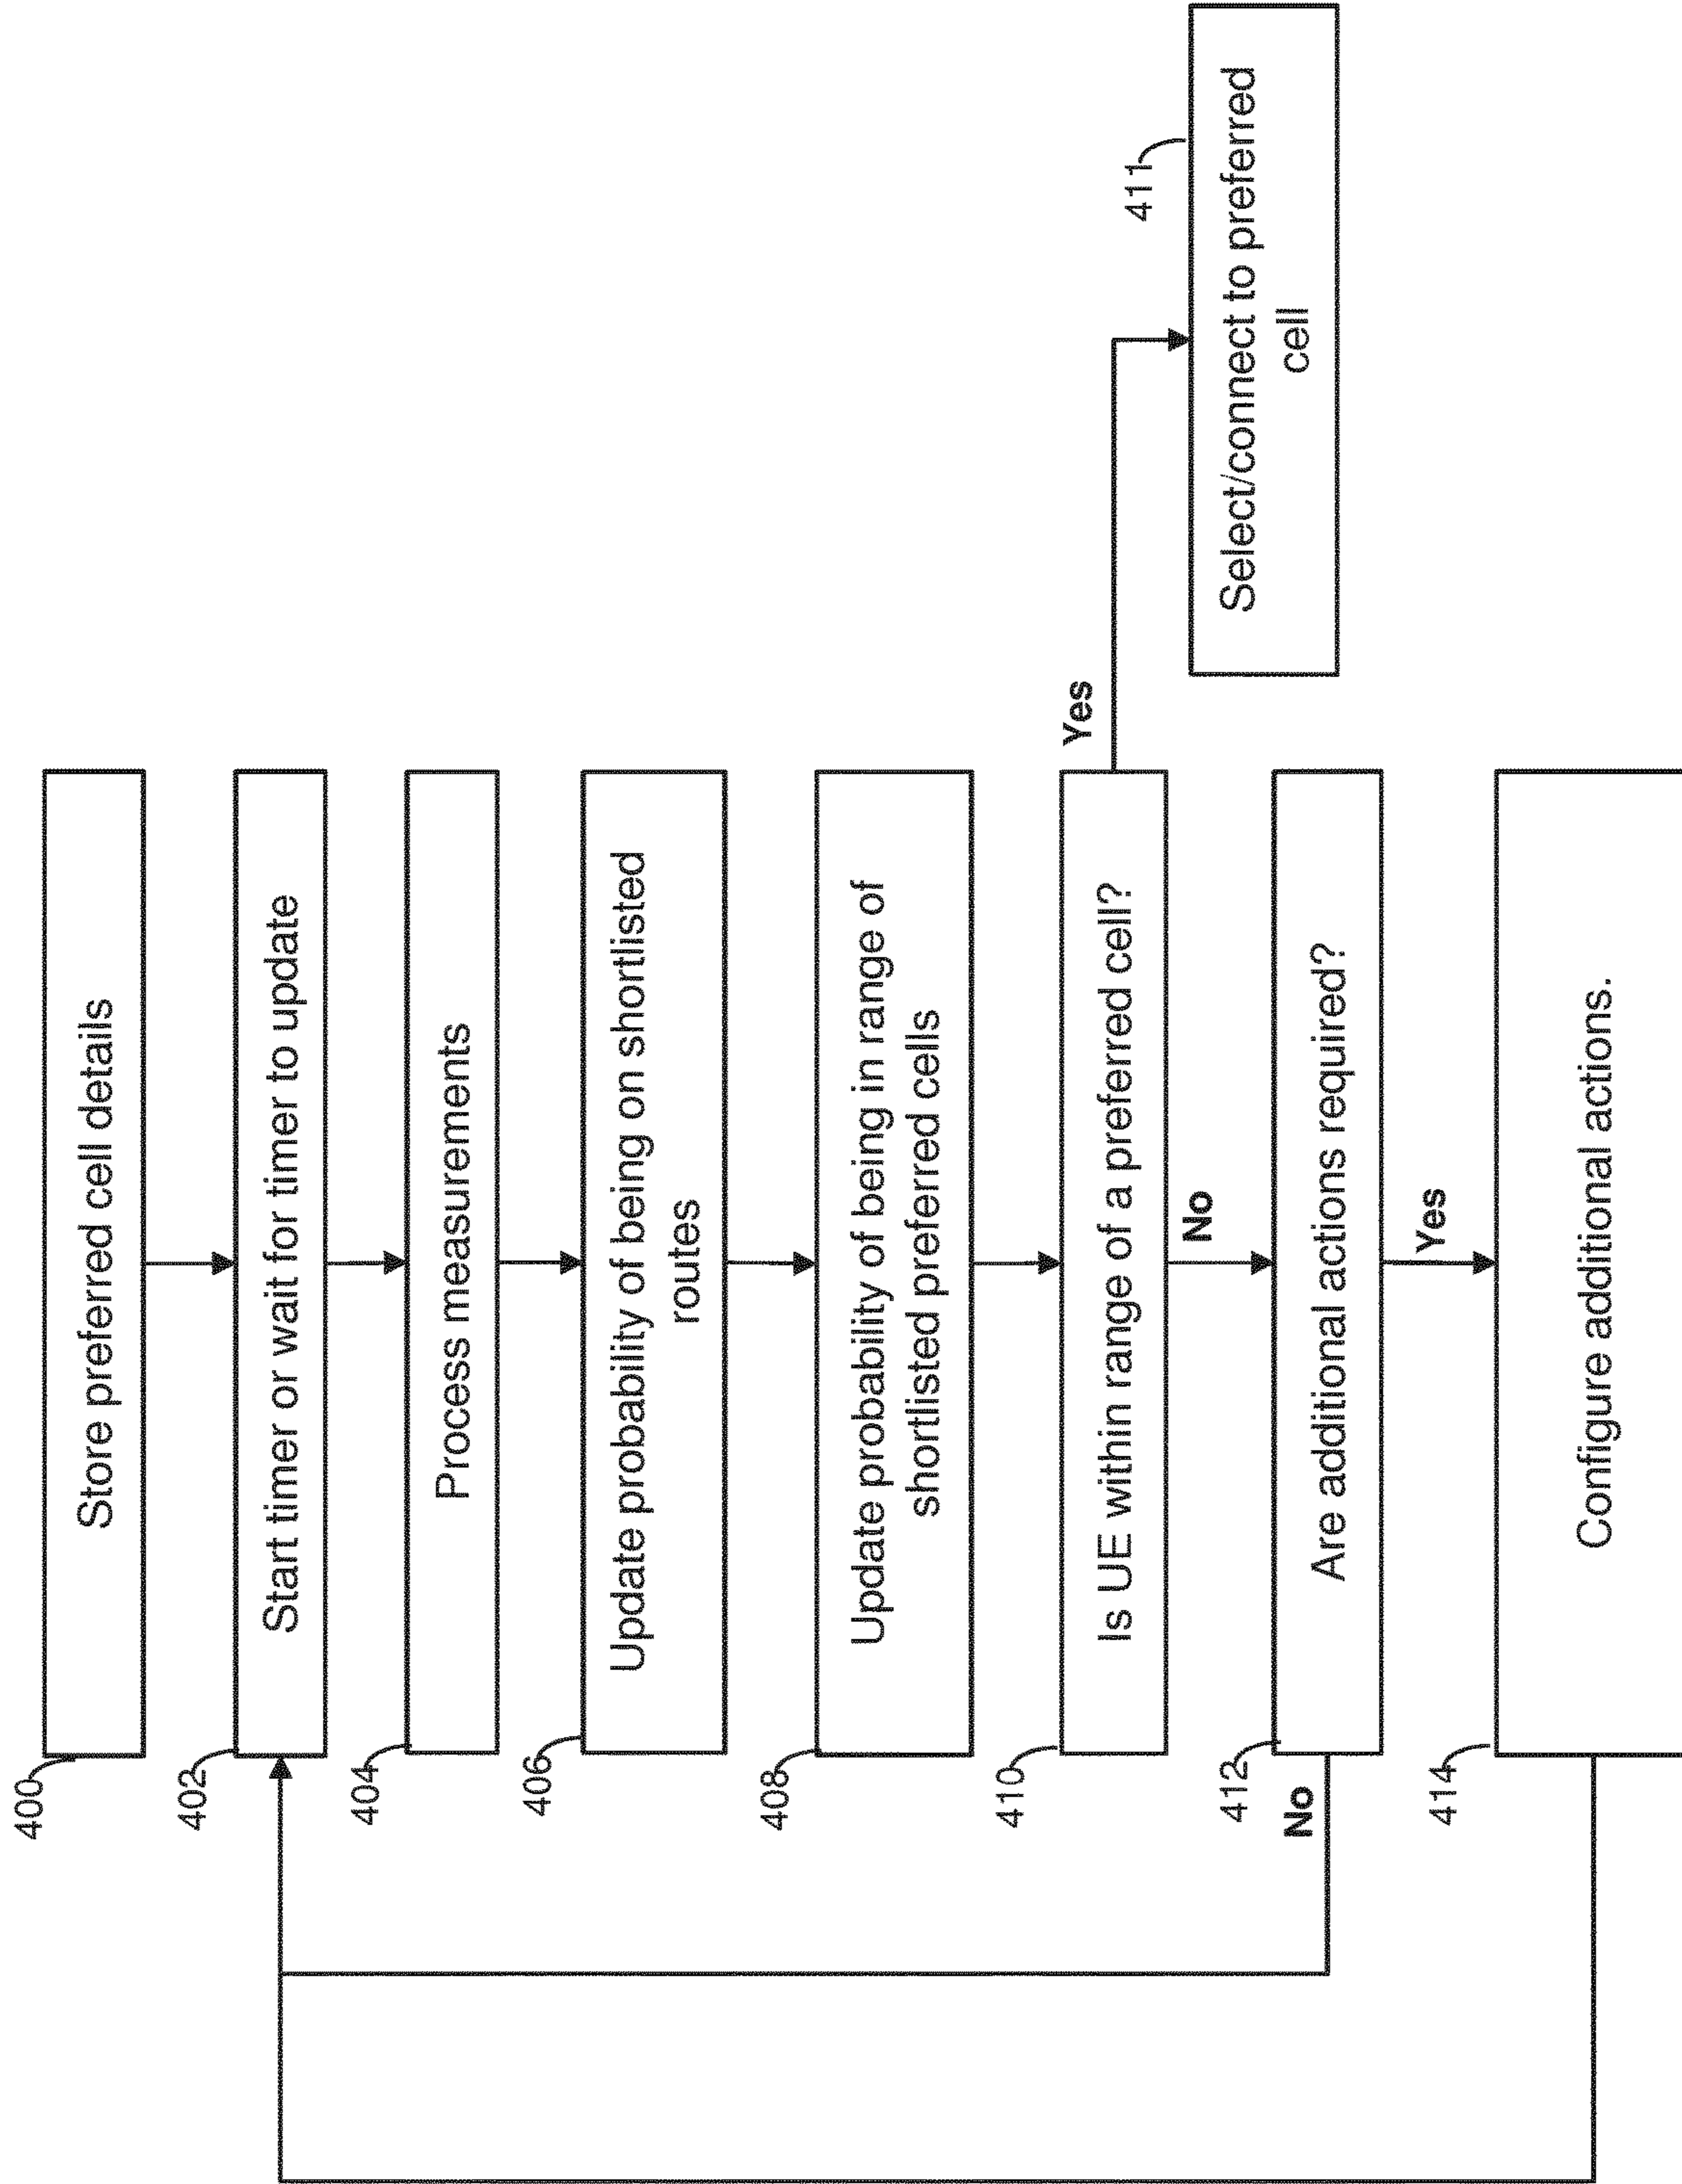 400
Store preferred cell details
402
Start timer or wait for timer to update
404
Process measurements
406
Update probability of being on shortlisted
routes
408
Update probability of being in range of
shortlisted preferred cells
410
Is UE within range of a preferred cell?
Yes
411
Select/connect to preferred
cell
No
412
Are additional actions required?
No
Yes
414
Configure additional actions.